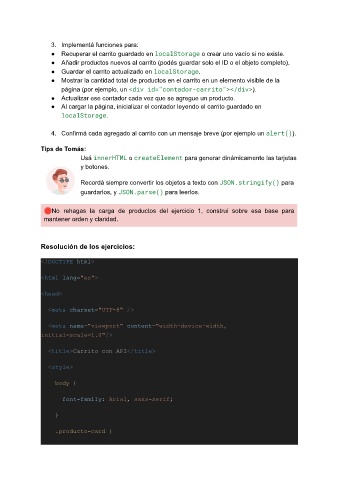 3. Implementá funciones para:
● Recuperar el carrito guardado en localStorage o crear uno vacío si no existe.
● Añadir productos nuevos al carrito (podés guardar solo el ID o el objeto completo).
● Guardar el carrito actualizado en localStorage.
● Mostrar la cantidad total de productos en el carrito en un elemento visible de la
página (por ejemplo, un <div id="contador-carrito"></div>).
● Actualizar ese contador cada vez que se agregue un producto.
● Al cargar la página, inicializar el contador leyendo el carrito guardado en
localStorage.
4. Confirmá cada agregado al carrito con un mensaje breve (por ejemplo un alert()).
Tips de Tomás:
Usá innerHTML o createElement para generar dinámicamente las tarjetas
y botones.
Recordá siempre convertir los objetos a texto con JSON.stringify() para
guardarlos, y JSON.parse() para leerlos.
🔴No rehagas la carga de productos del ejercicio 1, construí sobre esa base para
mantener orden y claridad.
Resolución de los ejercicios:
<!DOCTYPE html>
<html lang="es">
<head>
<meta charset="UTF-8" />
<meta name="viewport" content="width=device-width,
initial-scale=1.0"/>
<title>Carrito con API</title>
<style>
body {
font-family: Arial, sans-serif;
}
.producto-card {